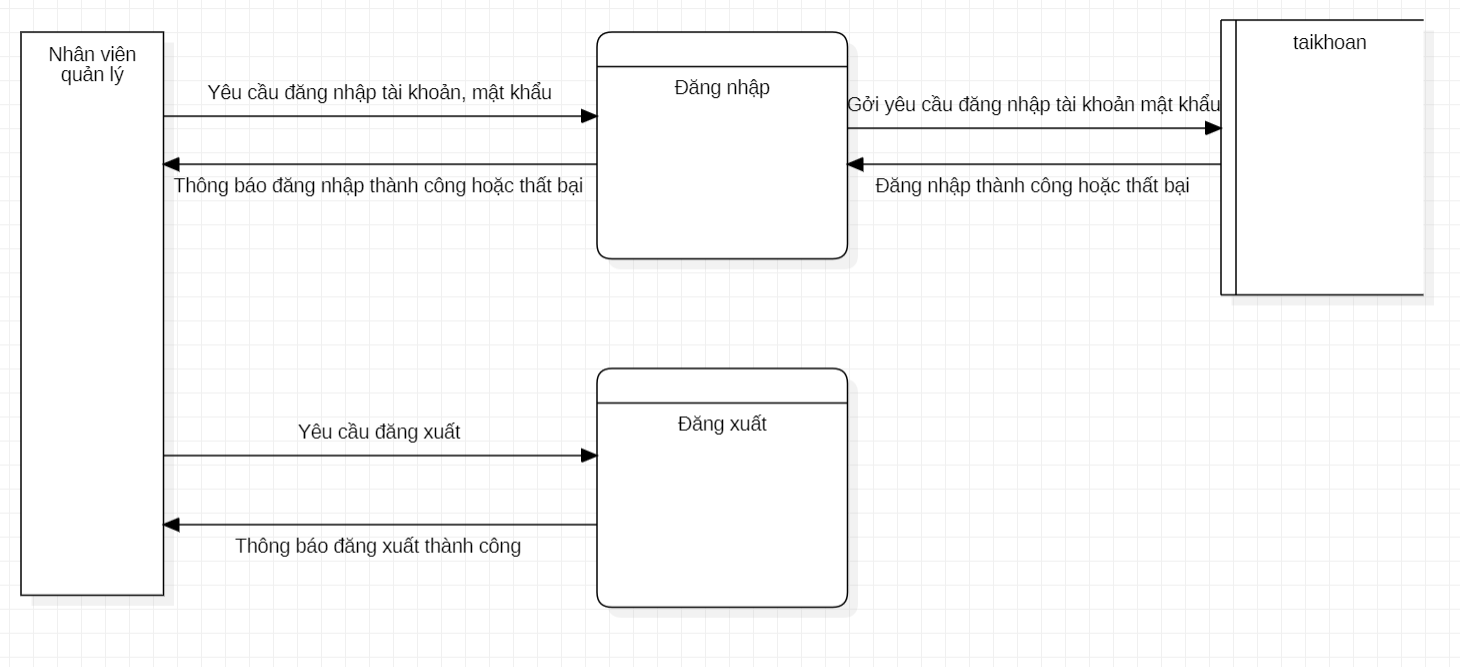 Nhân viên
quản lý
Yêu cầu đăng nhập tài khoản, mật khẩu
Thông báo đăng nhập thành công hoặc thất bại
Đăng nhập
Gởi yêu cầu đăng nhập tài khoản mật khẩu
Đăng nhập thành công hoặc thất bại
taikhoan
Yêu cầu đăng xuất
Thông báo đăng xuất thành công
Đăng xuất